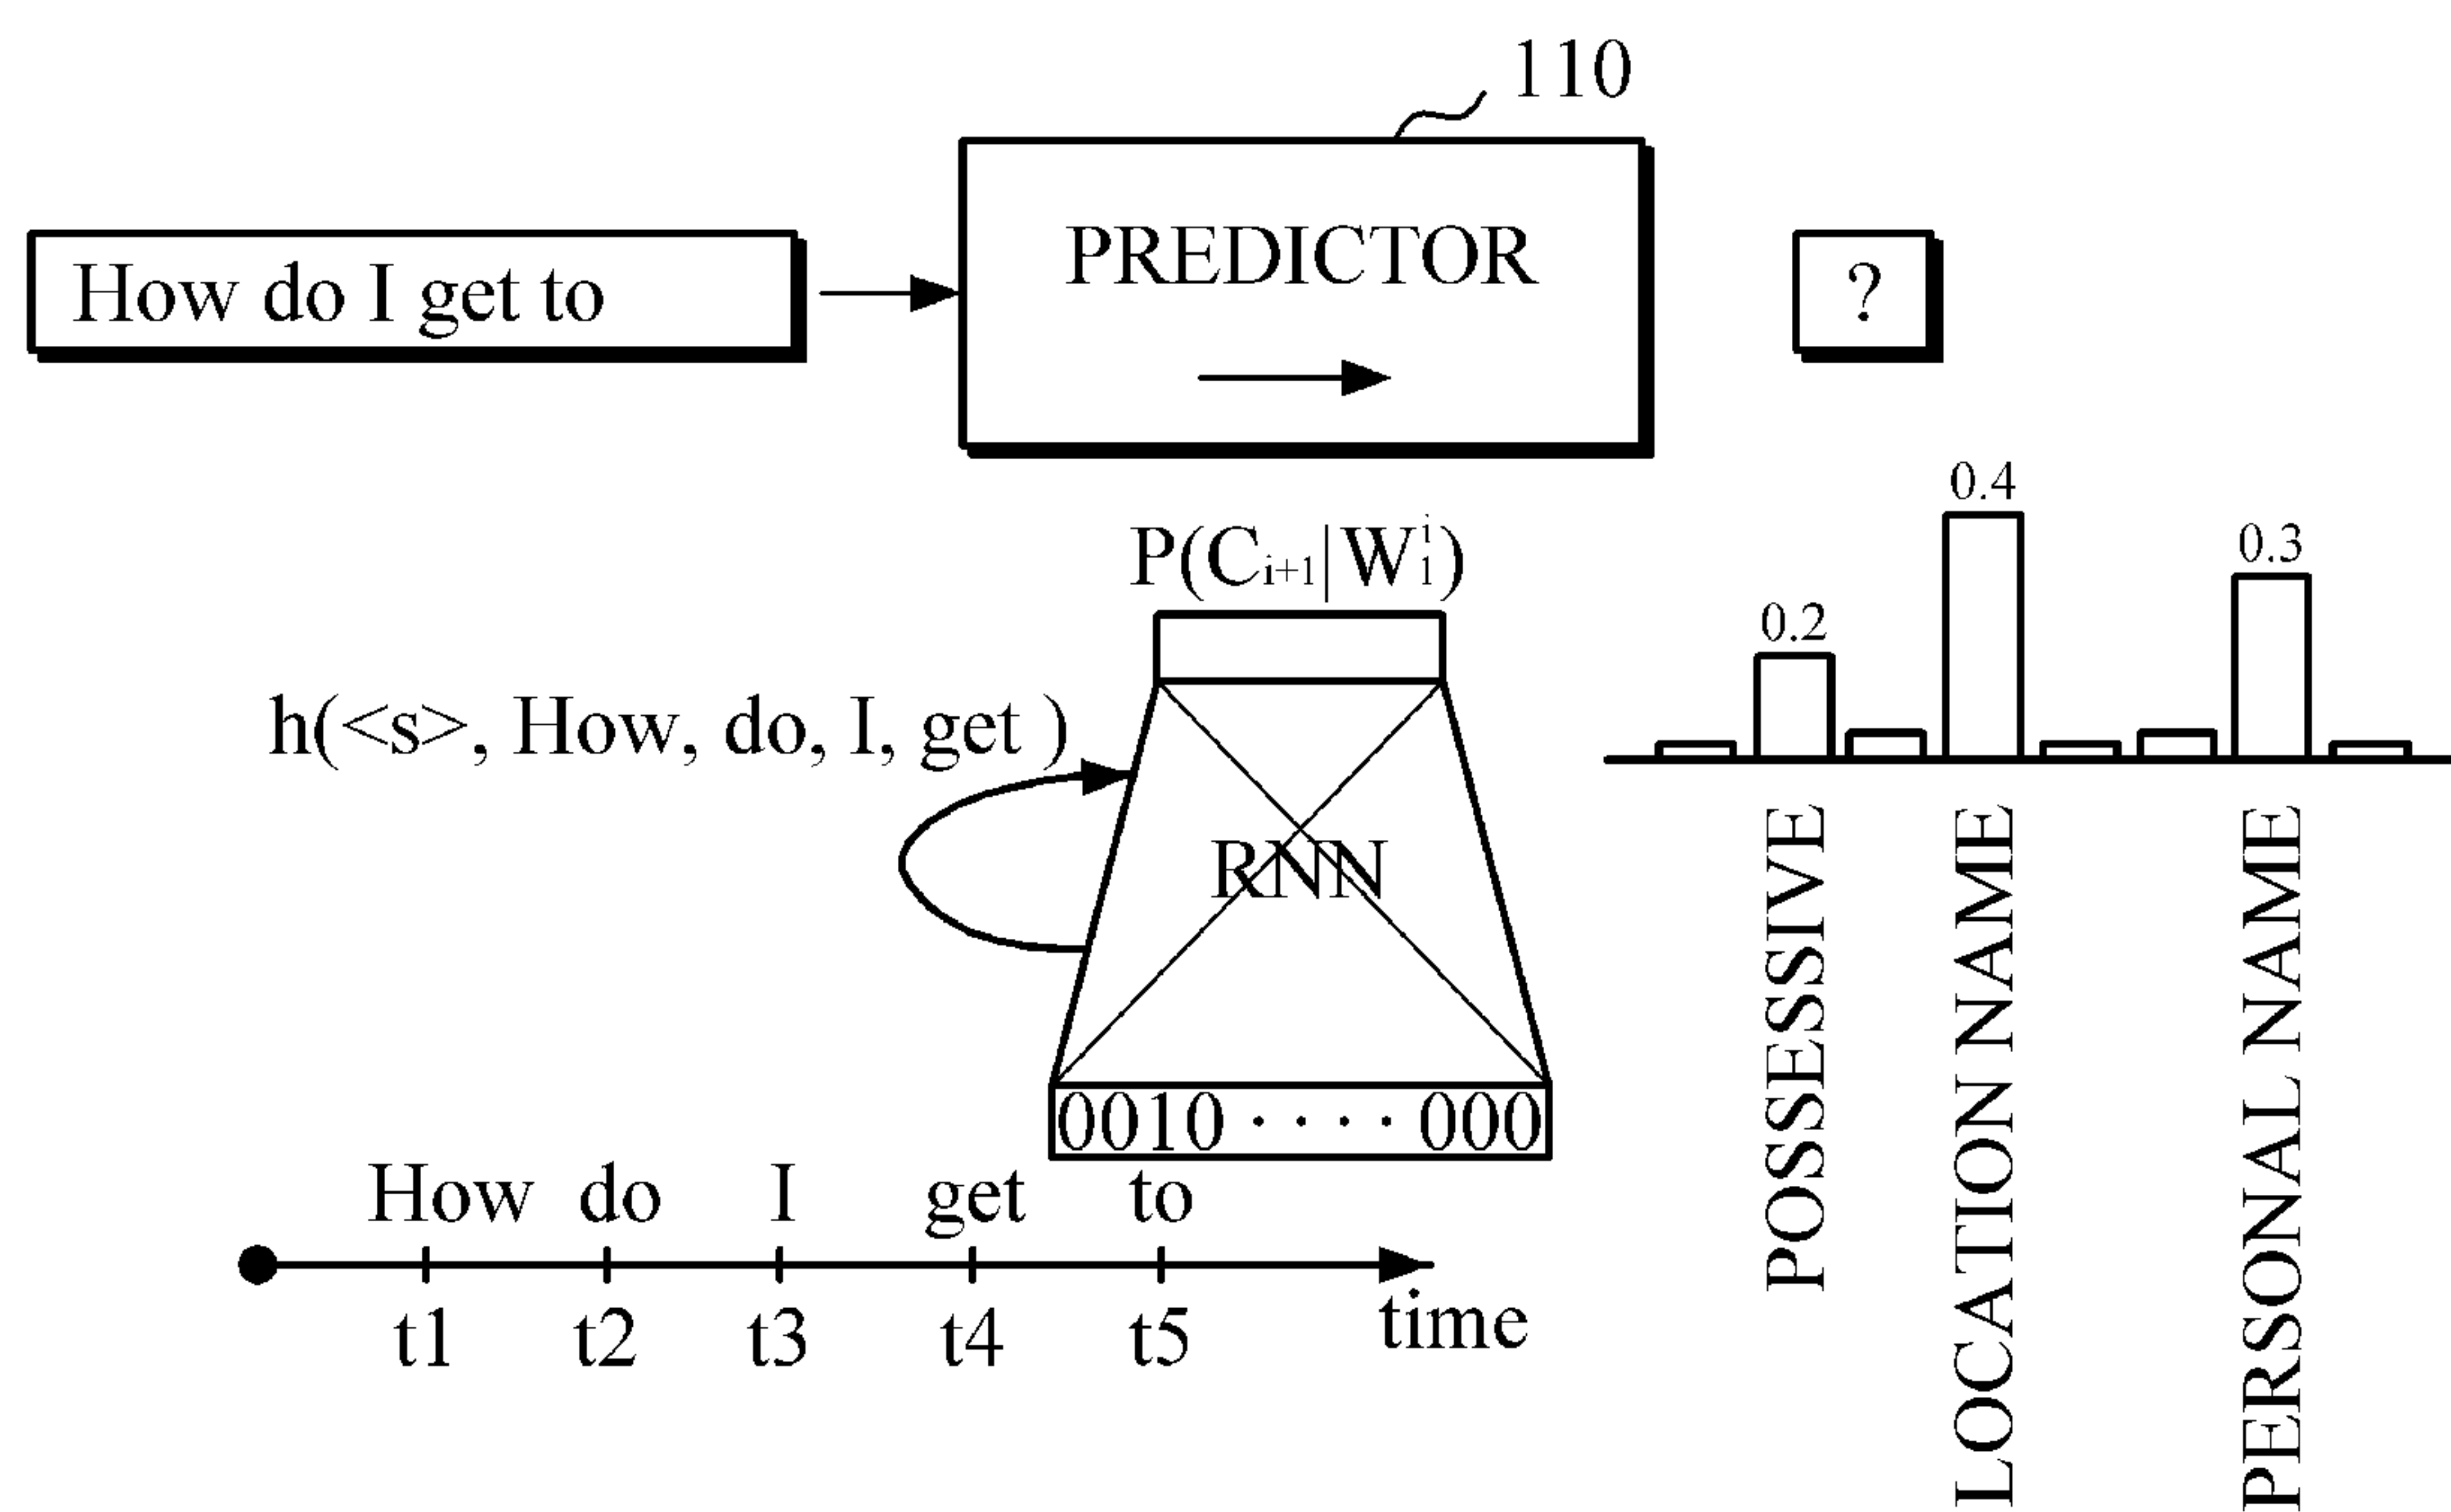 110
How do I get to
PREDICTOR
?
P(Cᵢ₊₁|W₁ⁱ)
h(<s>, How, do, I, get )
RNN
0010 · · · · 000
How do I get to
t1 t2 t3 t4 t5 time
0.2
0.4
0.3
POSSESSIVE
LOCATION NAME
PERSONAL NAME